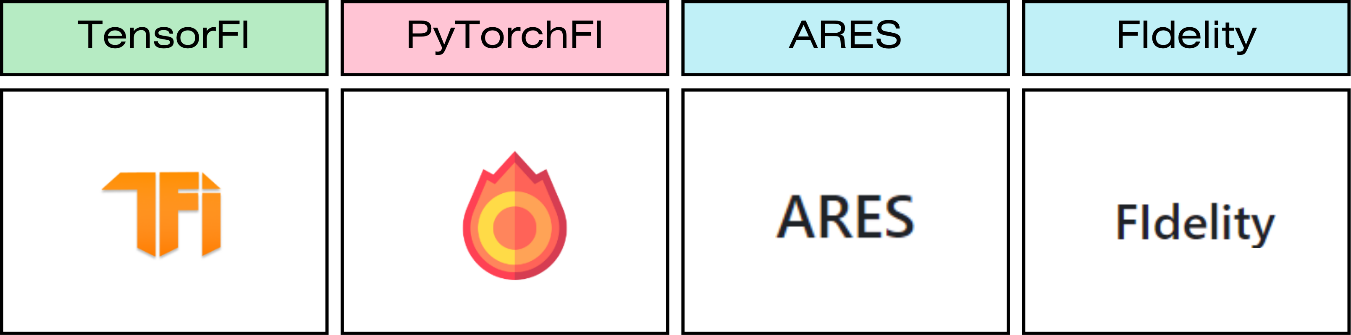 TensorFI
PyTorchFI
ARES
FIdelity
TFi
ARES
FIdelity